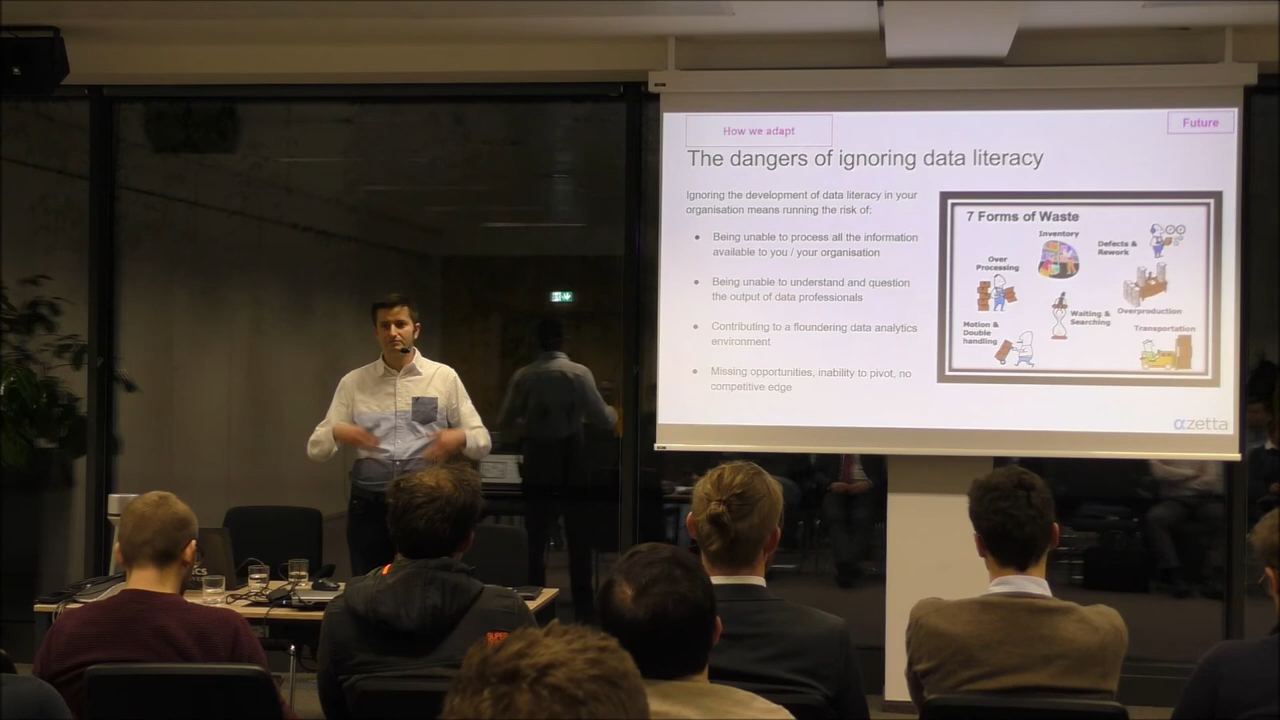 How we adapt
Future
The dangers of ignoring data literacy
Ignoring the development of data literacy in your
organisation means running the risk of:
Being unable to process all the information
available to you / your organisation
Being unable to understand and question
the output of data professionals
Contributing to a floundering data analytics
environment
Missing opportunities, inability to pivot, no
competitive edge
7 Forms of Waste
Inventory
Defects &
Rework
Over
Processing
Waiting &
Searching
Overproduction
Motion &
Double
handling
Transportation
αzetta
SUPER